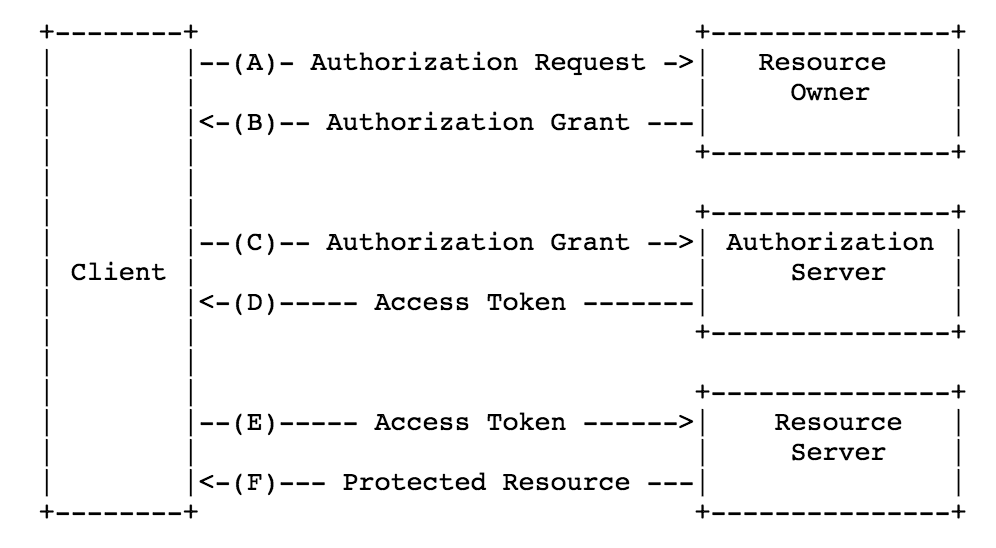 +--------+                               +---------------+
|        |--(A)- Authorization Request ->|   Resource    |
|        |                               |     Owner     |
|        |<-(B)-- Authorization Grant ---|               |
|        |                               +---------------+
|        |
|        |                               +---------------+
|        |--(C)-- Authorization Grant -->| Authorization |
| Client |                               |     Server    |
|        |<-(D)----- Access Token -------|               |
|        |                               +---------------+
|        |
|        |                               +---------------+
|        |--(E)----- Access Token ------>|    Resource   |
|        |                               |     Server    |
|        |<-(F)--- Protected Resource ---|               |
+--------+                               +---------------+